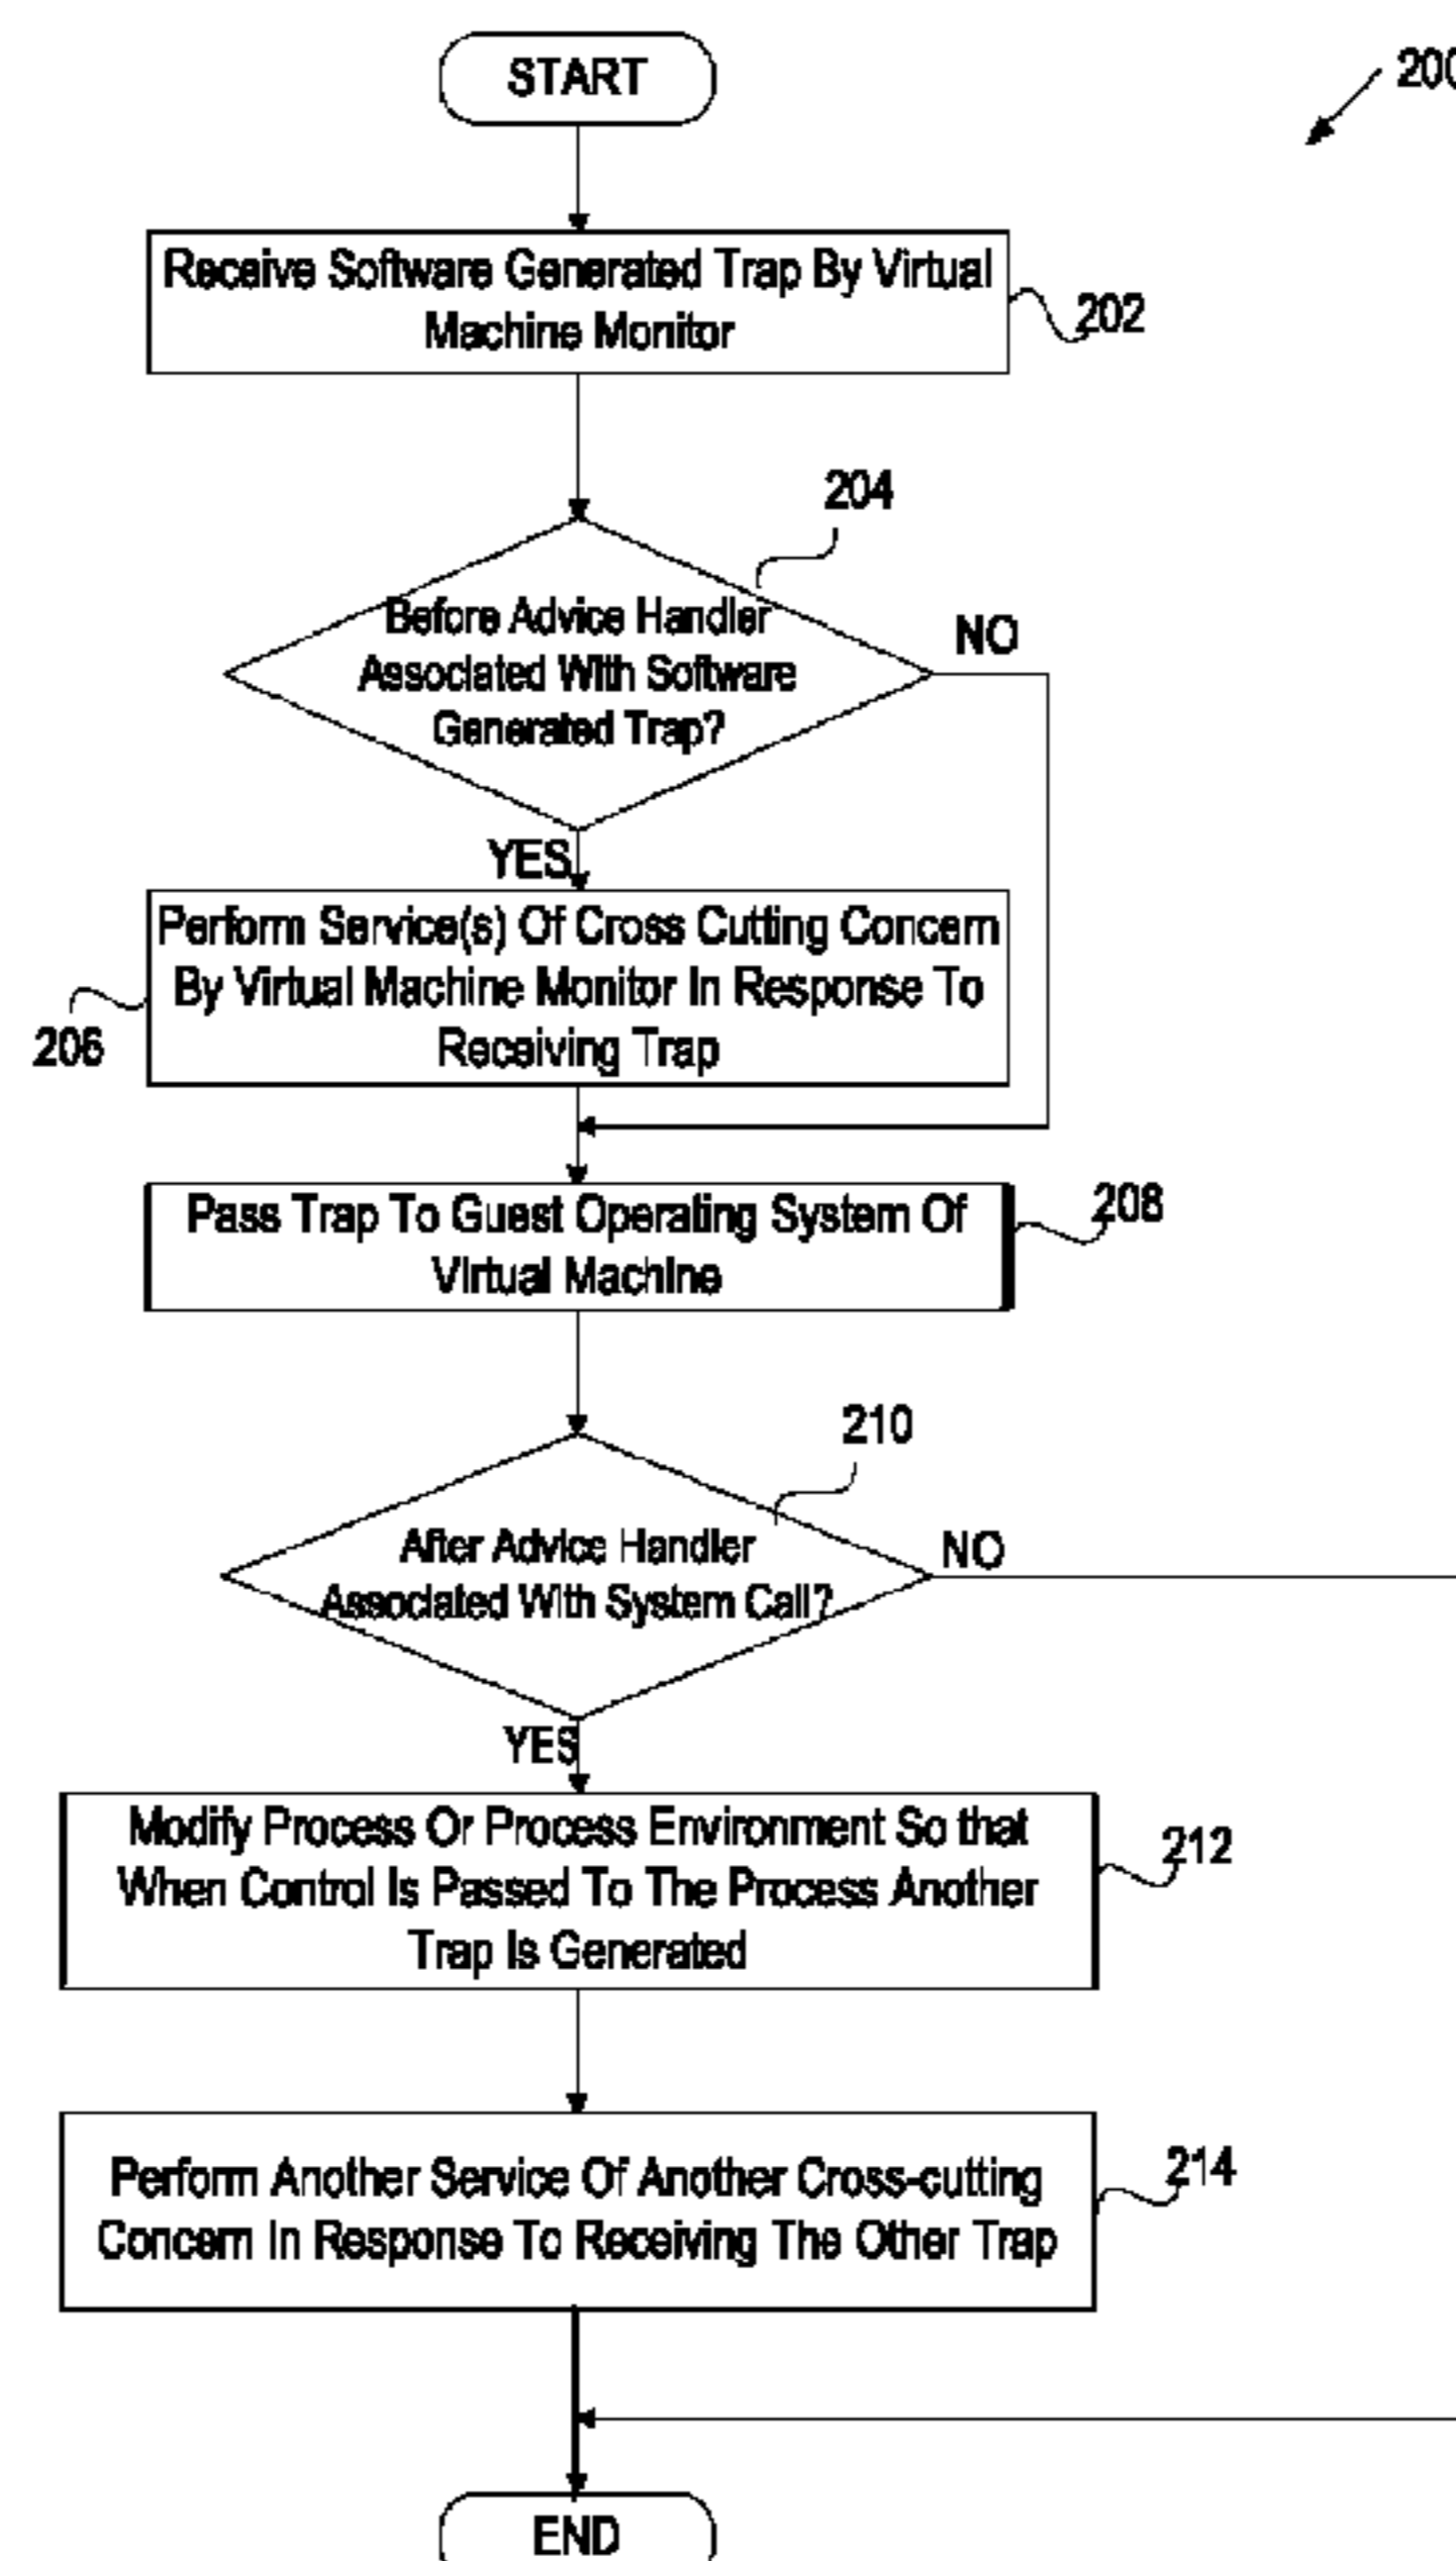 START
200
Receive Software Generated Trap By Virtual
Machine Monitor
202
204
Before Advice Handler
Associated With Software
Generated Trap?
NO
YES
Perform Service(s) Of Cross Cutting Concern
By Virtual Machine Monitor In Response To
Receiving Trap
206
Pass Trap To Guest Operating System Of
Virtual Machine
208
210
After Advice Handler
Associated With System Call?
NO
YES
Modify Process Or Process Environment So that
When Control Is Passed To The Process Another
Trap Is Generated
212
Perform Another Service Of Another Cross-cutting
Concern In Response To Receiving The Other Trap
214
END